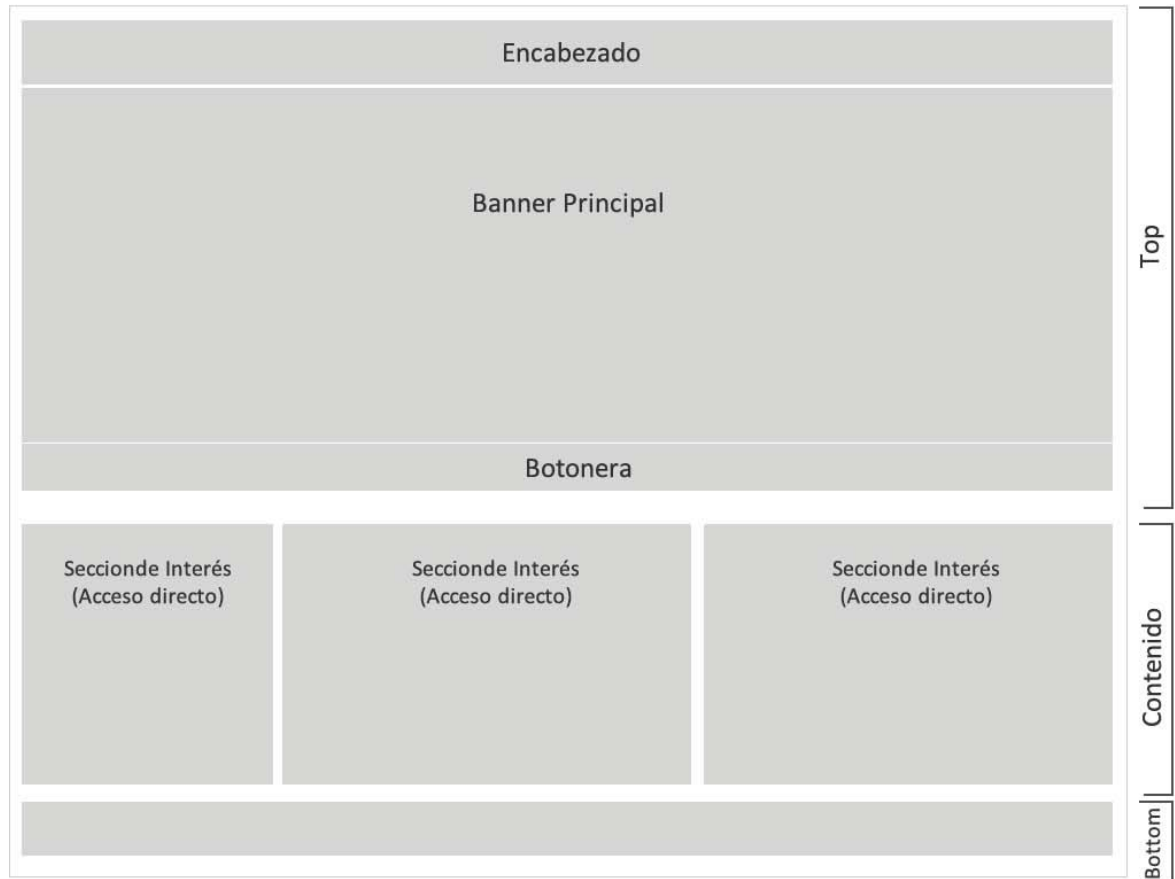 Encabezado
Banner Principal
Top
Botonera
Seccionde Interés
(Acceso directo)
Seccionde Interés
(Acceso directo)
Seccionde Interés
(Acceso directo)
Contenido
Bottom